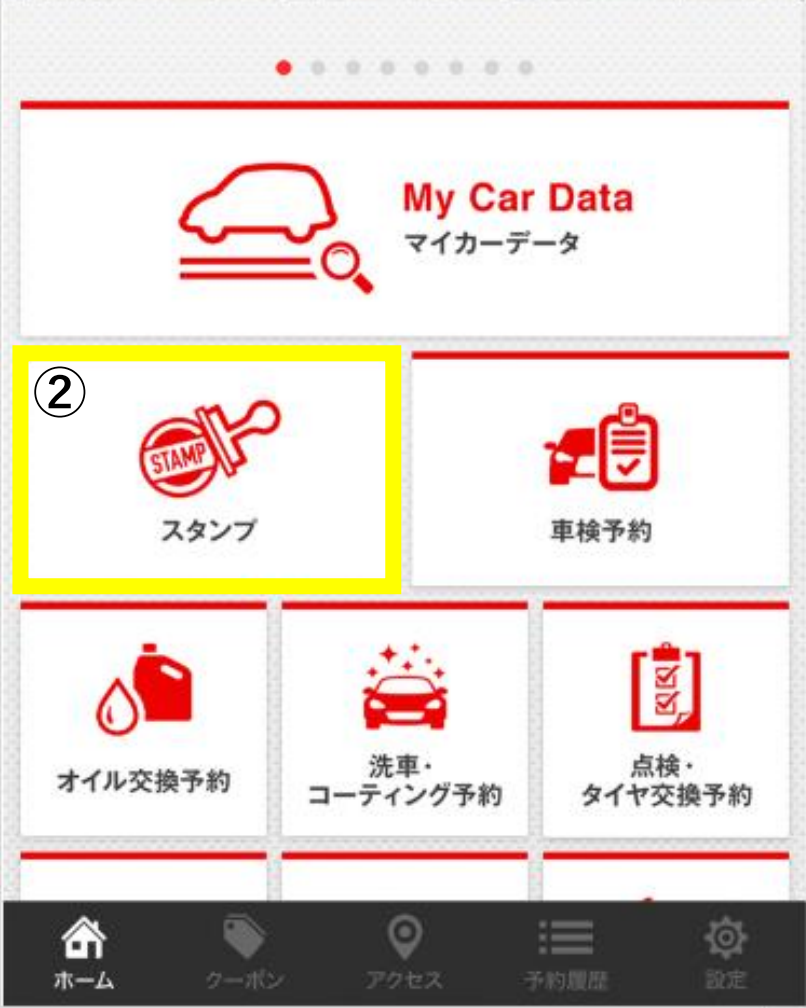 My Car Data
マイカーデータ
②
STAMP
スタンプ
車検予約
オイル交換予約
洗車・
コーティング予約
点検・
タイヤ交換予約
ホーム
クーポン
アクセス
予約履歴
設定